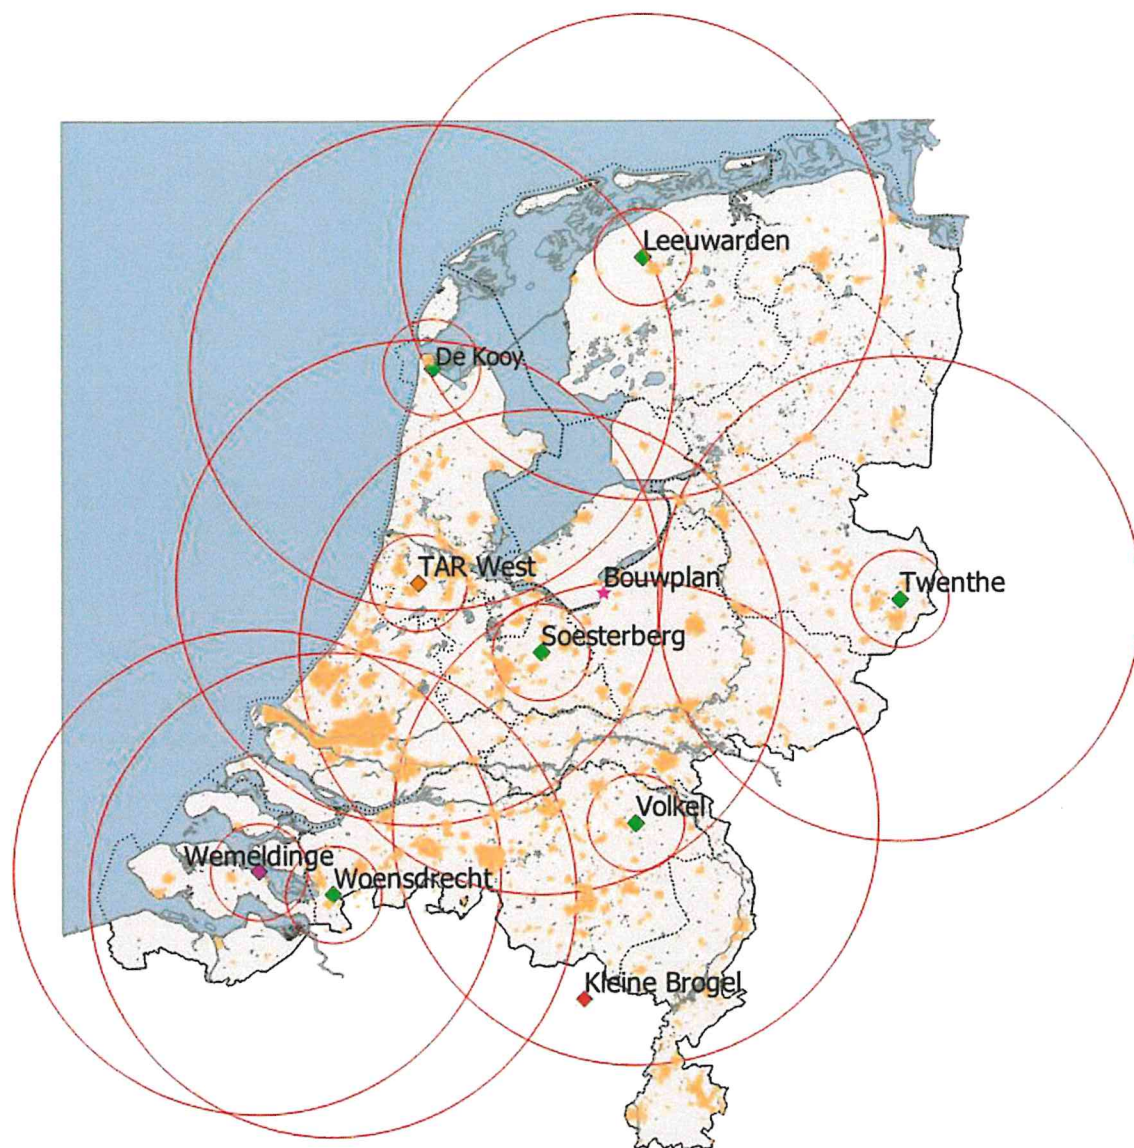 Leeuwarden
De Kooy
TAR West
Bouwplan
Twenthe
Soesterberg
Volkel
Wemeldinge
Woensdrecht
Kleine Brogel